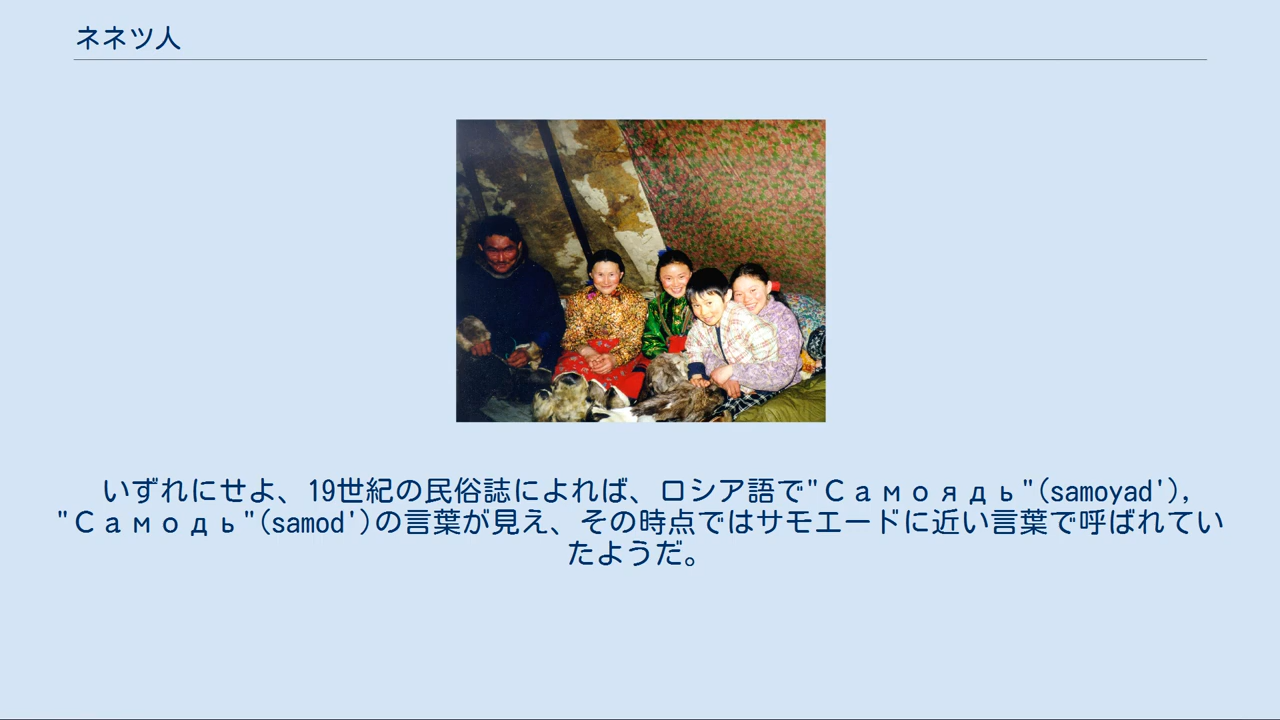 ネネツ人
いずれにせよ、19世紀の民俗誌によれば、ロシア語で"Ｓамоядь"(samoyad'),
"Самодь"(samod')の言葉が見え、その時点ではサモエードに近い言葉で呼ばれてい
たようだ。